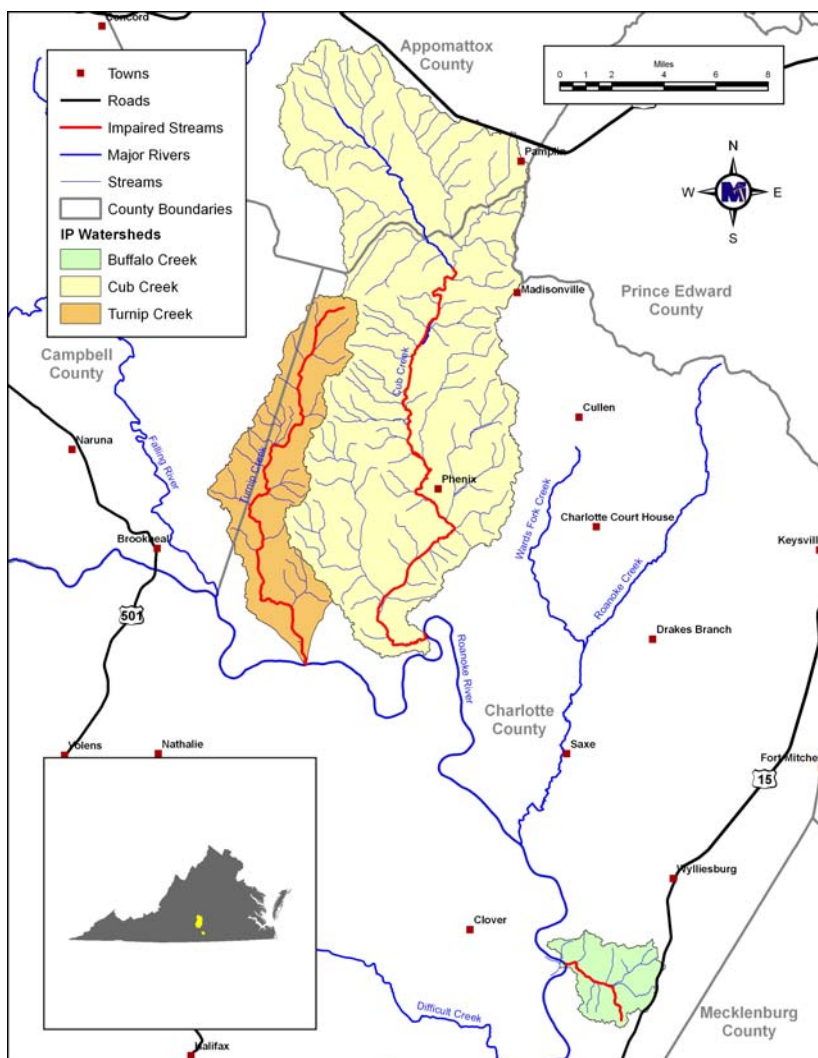 Concord
Appomattox
County
Miles
0 1 2 4 6 8
Towns
Roads
Impaired Streams
Major Rivers
Streams
County Boundaries
IP Watersheds
Buffalo Creek
Cub Creek
Turnip Creek
Pamplin
N
W M E
S
Madisonville
Prince Edward
County
Campbell
County
Cub Creek
Cullen
Naruna
Falling River
Turnip Creek
Phenix
Wards Fork Creek
Charlotte Court House
Keysvill
Brookneal
Roanoke Creek
501
Drakes Branch
Roanoke River
Charlotte
County
Volens
Nathalie
Saxe
Fort Mitche
15
Wylliesburg
Clover
Difficult Creek
Mecklenburg
County
Halifax